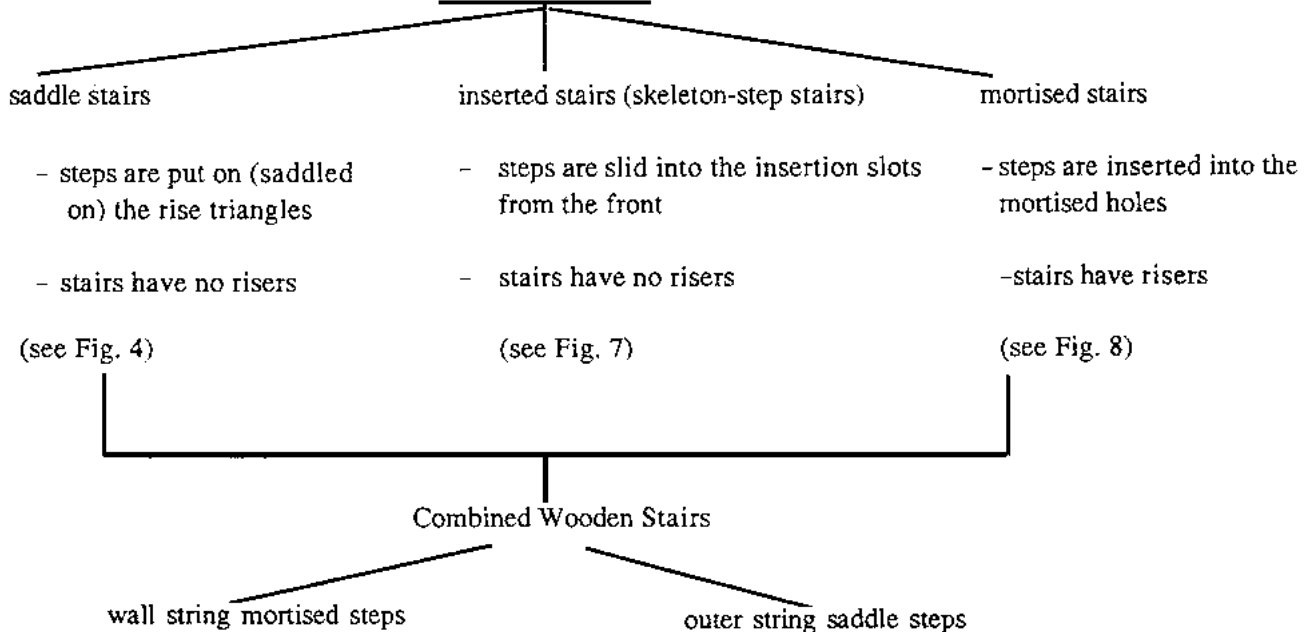 saddle stairs
inserted stairs (skeleton-step stairs)
mortised stairs
– steps are put on (saddled
on) the rise triangles
– steps are slid into the insertion slots
from the front
– steps are inserted into the
mortised holes
– stairs have no risers
– stairs have no risers
–stairs have risers
(see Fig. 4)
(see Fig. 7)
(see Fig. 8)
Combined Wooden Stairs
wall string mortised steps
outer string saddle steps